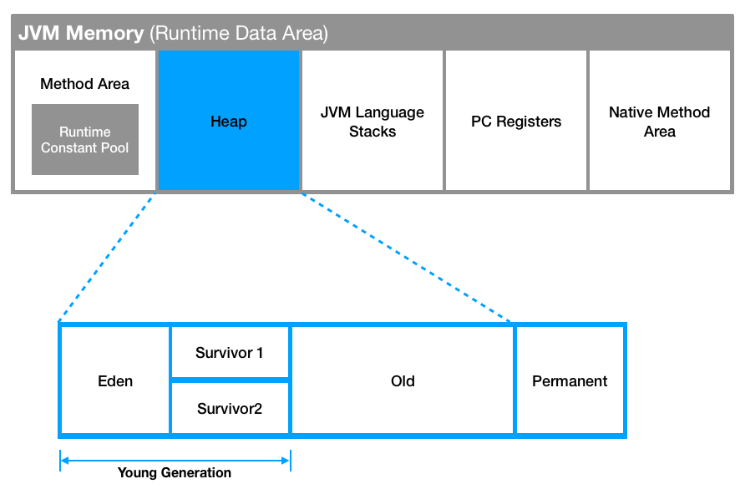 JVM Memory (Runtime Data Area)
Method Area
Runtime
Constant Pool
Heap
JVM Language
Stacks
PC Registers
Native Method
Area
Eden
Survivor 1
Survivor2
Old
Permanent
Young Generation